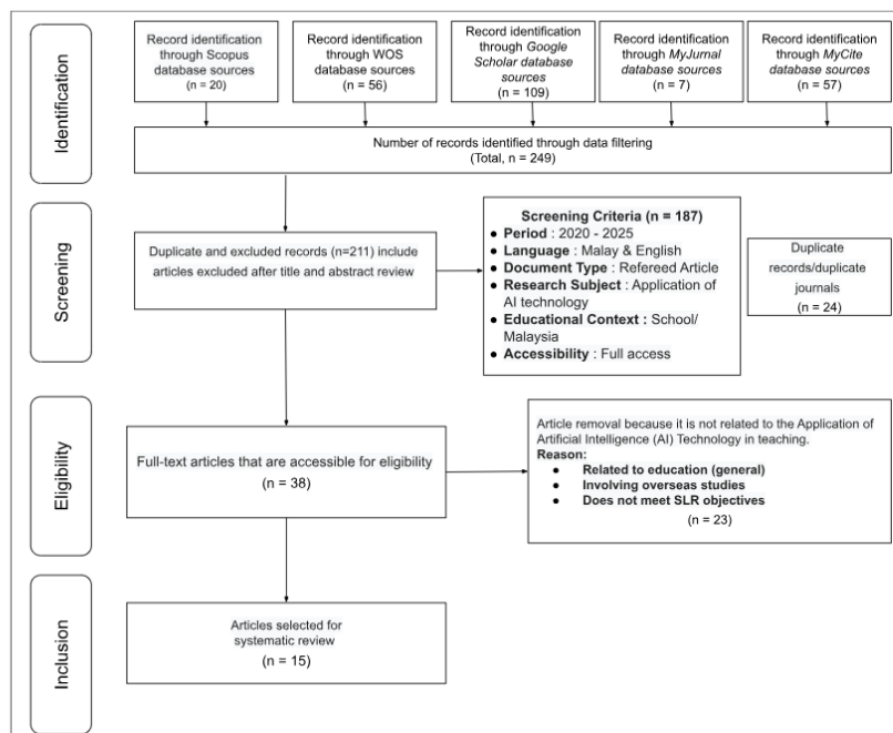 Identification
Record identification
through Scopus
database sources
(n = 20)
Record identification
through WOS
database sources
(n = 56)
Record identification
through Google
Scholar database
sources
(n = 109)
Record identification
through MyJurnal
database sources
(n = 7)
Record identification
through MyCite
database sources
(n = 57)
Number of records identified through data filtering
(Total, n = 249)
Screening
Duplicate and excluded records (n=211) include
articles excluded after title and abstract review
Screening Criteria (n = 187)
● Period : 2020 - 2025
● Language : Malay & English
● Document Type : Refereed Article
● Research Subject : Application of
AI technology
● Educational Context : School/
Malaysia
● Accessibility : Full access
Duplicate
records/duplicate
journals
(n = 24)
Eligibility
Full-text articles that are accessible for eligibility
(n = 38)
Article removal because it is not related to the Application of
Artificial Intelligence (AI) Technology in teaching.
Reason:
● Related to education (general)
● Involving overseas studies
● Does not meet SLR objectives
(n = 23)
Inclusion
Articles selected for
systematic review
(n = 15)